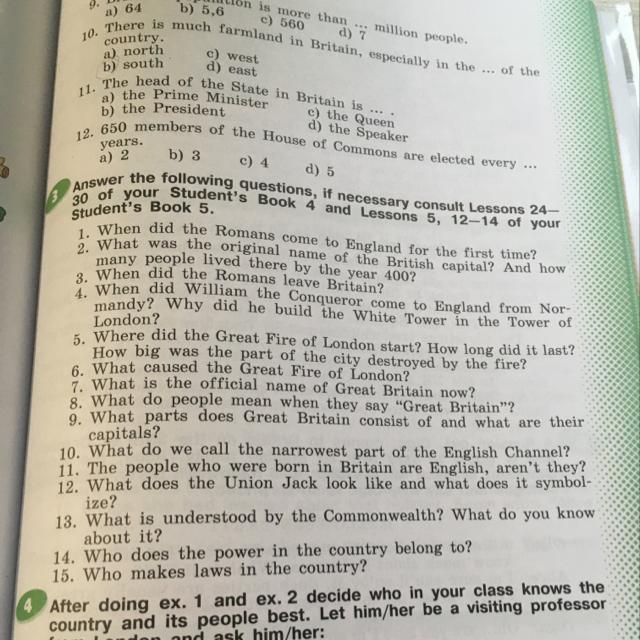 is more than ... million people.
a) 64 b) 5,6 c) 560 d) 7
10. There is much farmland in Britain, especially in the ... of the
country.
a) north c) west
b) south d) east
11. The head of the State in Britain is ... .
a) the Prime Minister c) the Queen
b) the President d) the Speaker
12. 650 members of the House of Commons are elected every ...
years.
a) 2 b) 3 c) 4 d) 5
3 Answer the following questions, if necessary consult Lessons 24—
30 of your Student's Book 4 and Lessons 5, 12—14 of your
Student's Book 5.
1. When did the Romans come to England for the first time?
2. What was the original name of the British capital? And how
many people lived there by the year 400?
3. When did the Romans leave Britain?
4. When did William the Conqueror come to England from Nor-
mandy? Why did he build the White Tower in the Tower of
London?
5. Where did the Great Fire of London start? How long did it last?
How big was the part of the city destroyed by the fire?
6. What caused the Great Fire of London?
7. What is the official name of Great Britain now?
8. What do people mean when they say “Great Britain”?
9. What parts does Great Britain consist of and what are their
capitals?
10. What do we call the narrowest part of the English Channel?
11. The people who were born in Britain are English, aren't they?
12. What does the Union Jack look like and what does it symbol-
ize?
13. What is understood by the Commonwealth? What do you know
about it?
14. Who does the power in the country belong to?
15. Who makes laws in the country?
4 After doing ex. 1 and ex. 2 decide who in your class knows the
country and its people best. Let him/her be a visiting professor
from London and ask him/her: